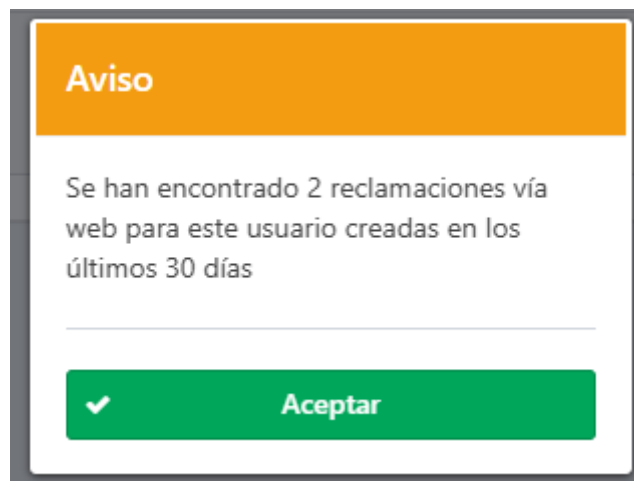 Aviso
Se han encontrado 2 reclamaciones vía
web para este usuario creadas en los
últimos 30 días
Aceptar